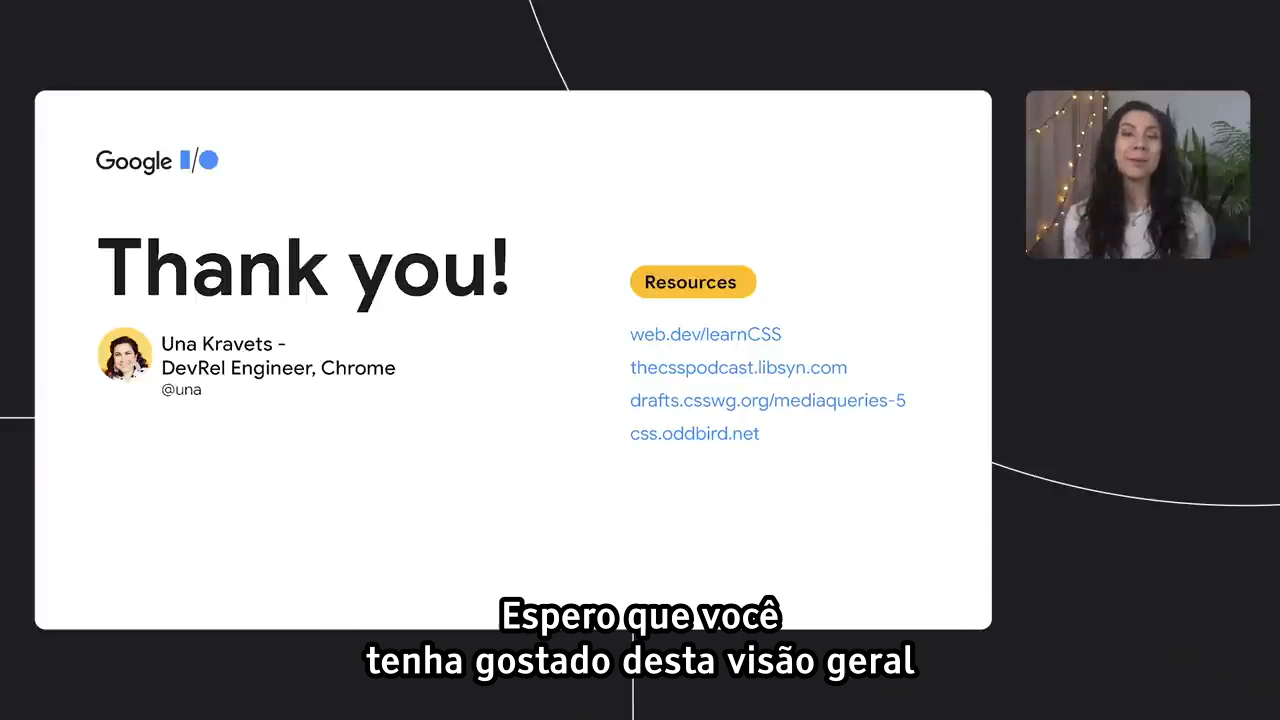 Google I/O
Thank you!
Una Kravets -
DevRel Engineer, Chrome
@una
Resources
web.dev/learnCSS
thecsspodcast.libsyn.com
drafts.csswg.org/mediaqueries-5
css.oddbird.net
Espero que você
tenha gostado desta visão geral